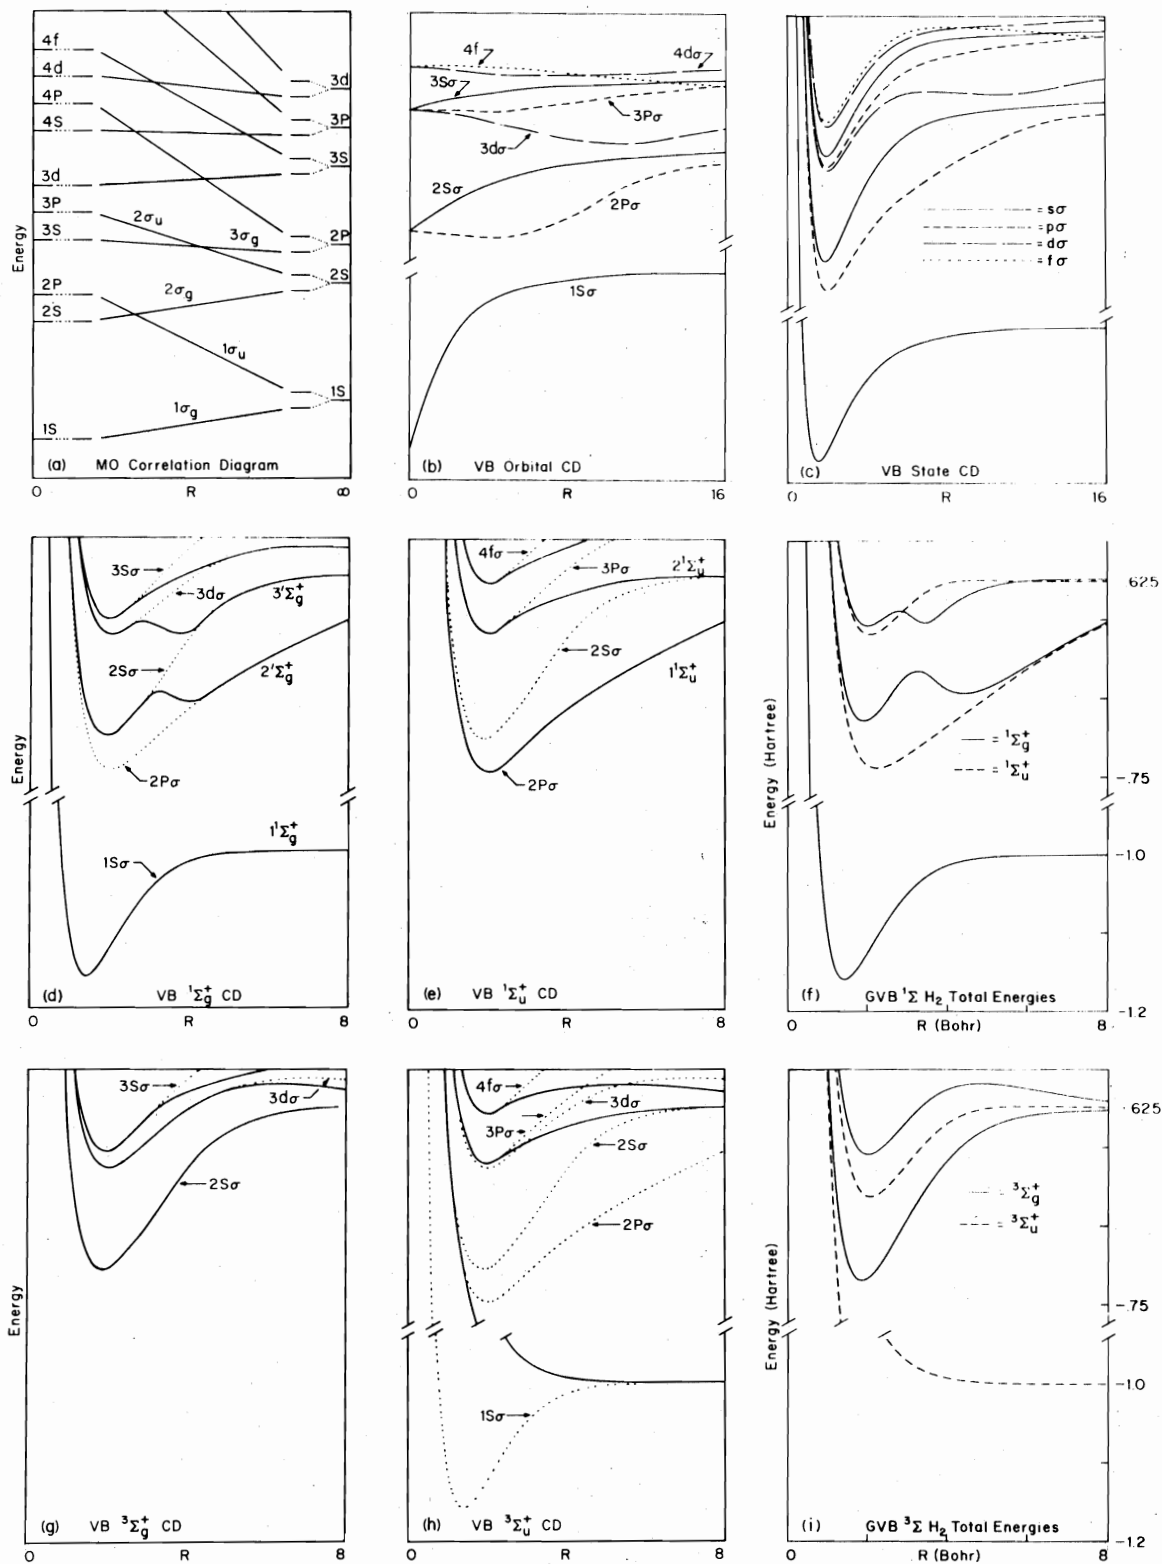 Energy
4f
4d
4P
4S
3d
3P
3S
2P
2S
1S
2σu
3σg
2σg
1σu
1σg
3d
3P
3S
2P
2S
1S
(a) MO Correlation Diagram
0 R ∞
4f
4dσ
3Sσ
3Pσ
3dσ
2Sσ
2Pσ
1Sσ
(b) VB Orbital CD
0 R 16
= sσ
= pσ
= dσ
= fσ
(c) VB State CD
0 R 16
Energy
3Sσ
3dσ
3'Σg+
2Sσ
2'Σg+
2Pσ
1¹Σg+
1Sσ
(d) VB ¹Σg+ CD
0 R 8
4fσ
3Pσ
2¹Σu+
2Sσ
1¹Σu+
2Pσ
(e) VB ¹Σu+ CD
0 R 8
Energy (Hartree)
625
= ¹Σg+
= ¹Σu+
-.75
-1.0
(f) GVB ¹Σ H2 Total Energies
-1.2
0 R (Bohr) 8
Energy
3Sσ
3dσ
2Sσ
(g) VB ³Σg+ CD
0 R 8
4fσ
3dσ
3Pσ
2Sσ
2Pσ
1Sσ
(h) VB ³Σu+ CD
0 R 8
Energy (Hartree)
625
= ³Σg+
= ³Σu+
-.75
-1.0
(i) GVB ³Σ H2 Total Energies
-1.2
0 R (Bohr) 8